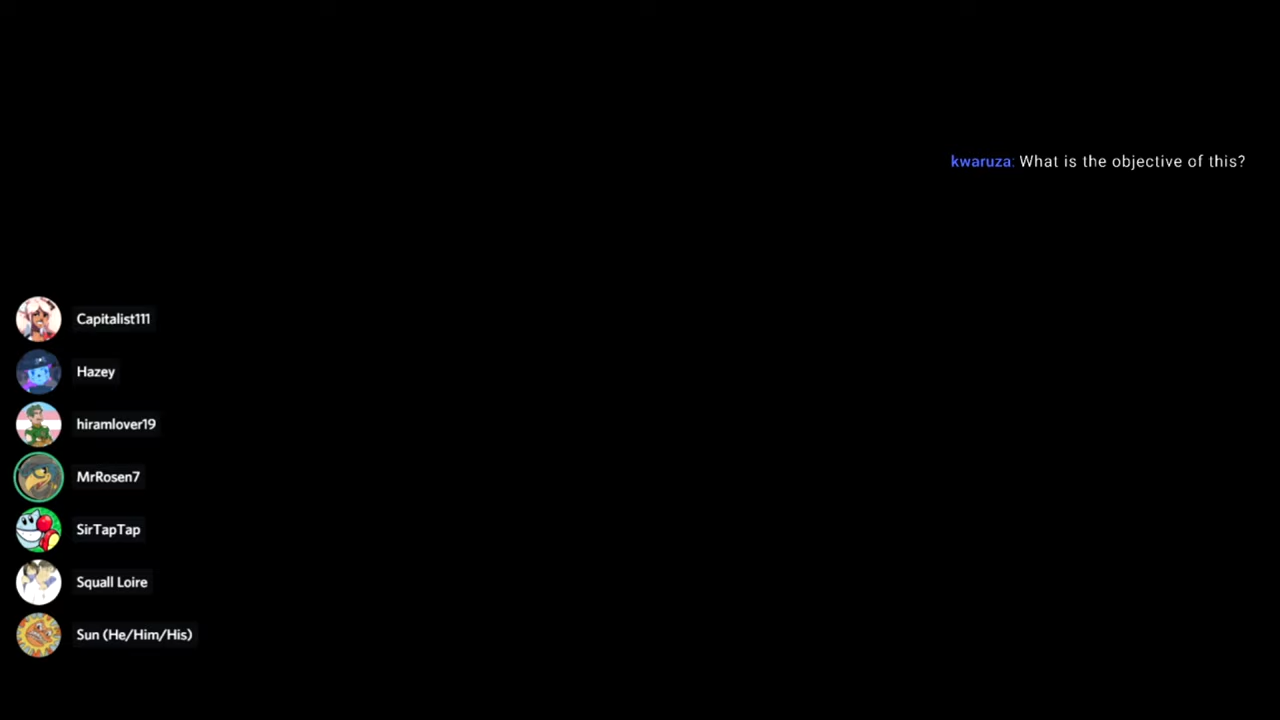 kwaruza: What is the objective of this?
Capitalist111
Hazey
hiramlover19
MrRosen7
SirTapTap
Squall Loire
Sun (He/Him/His)